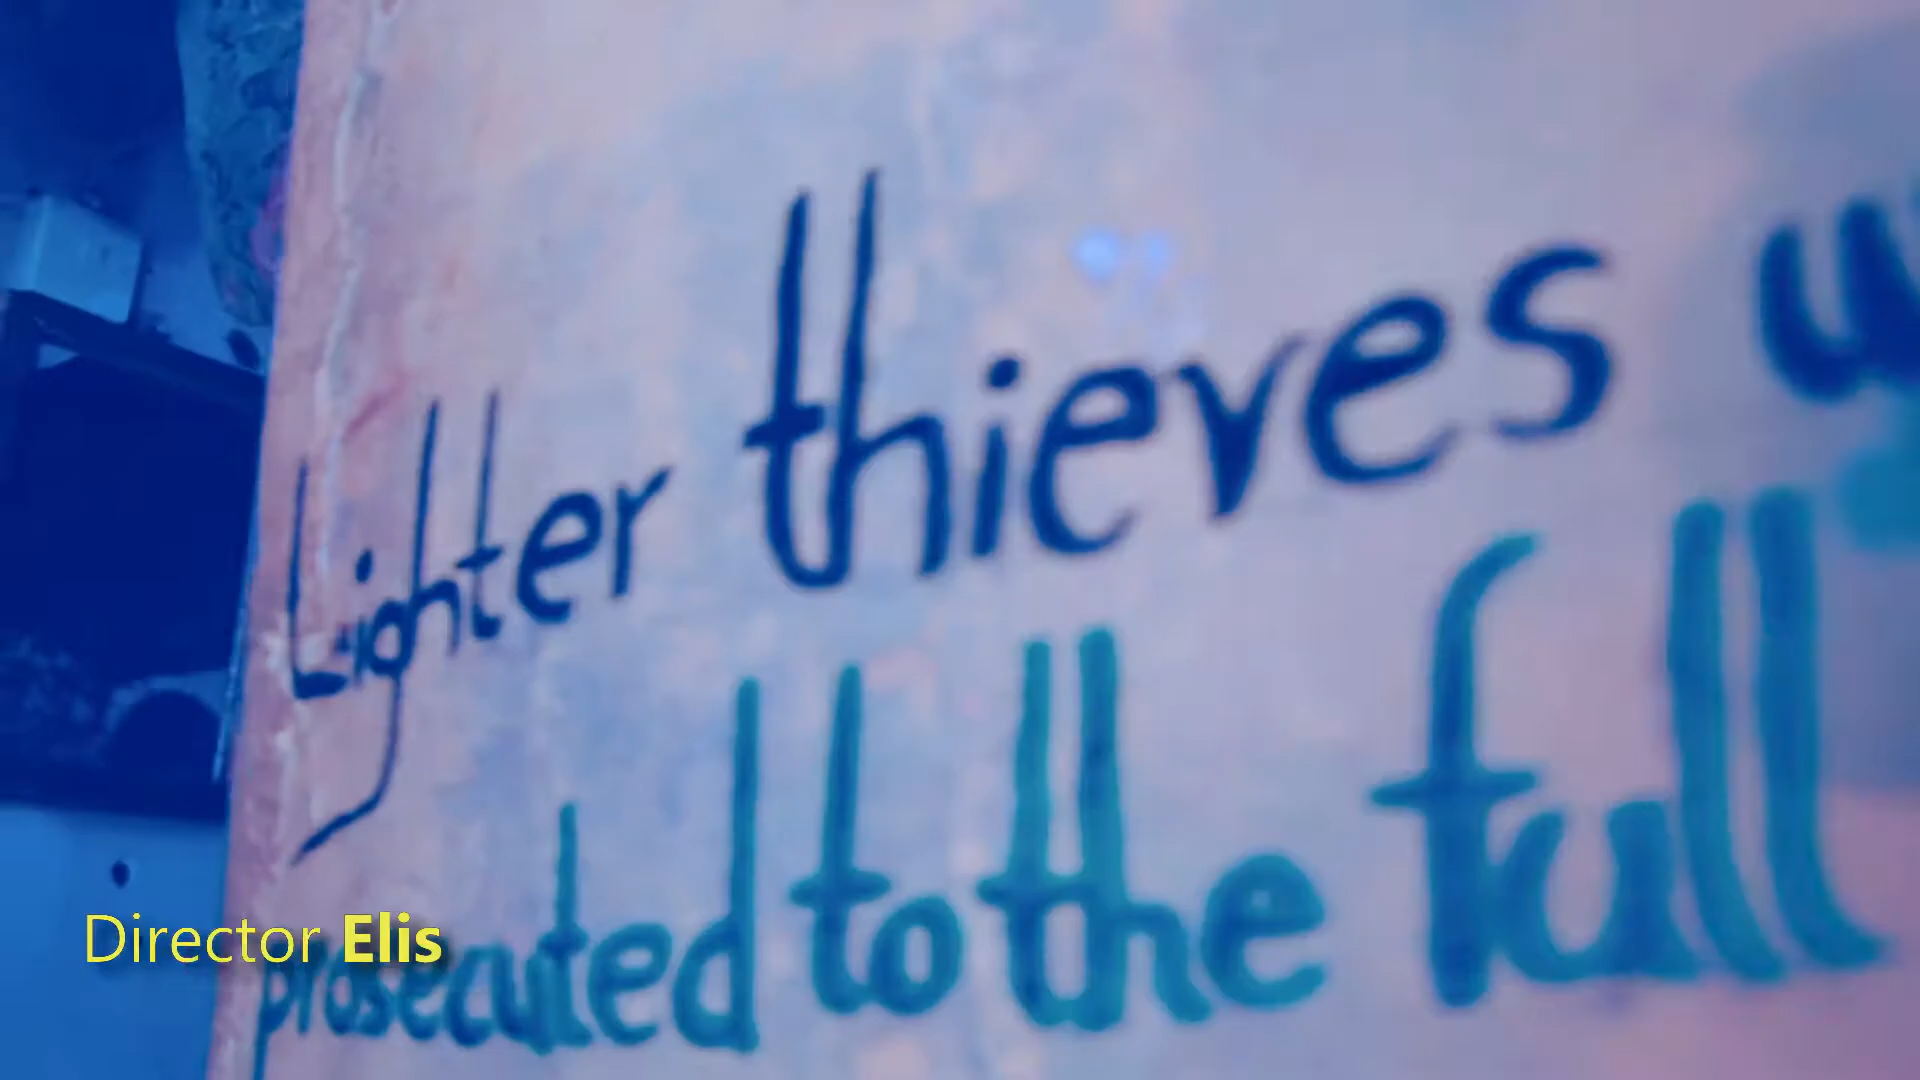 Lighter thieves
prosecuted to the full
Director Elis